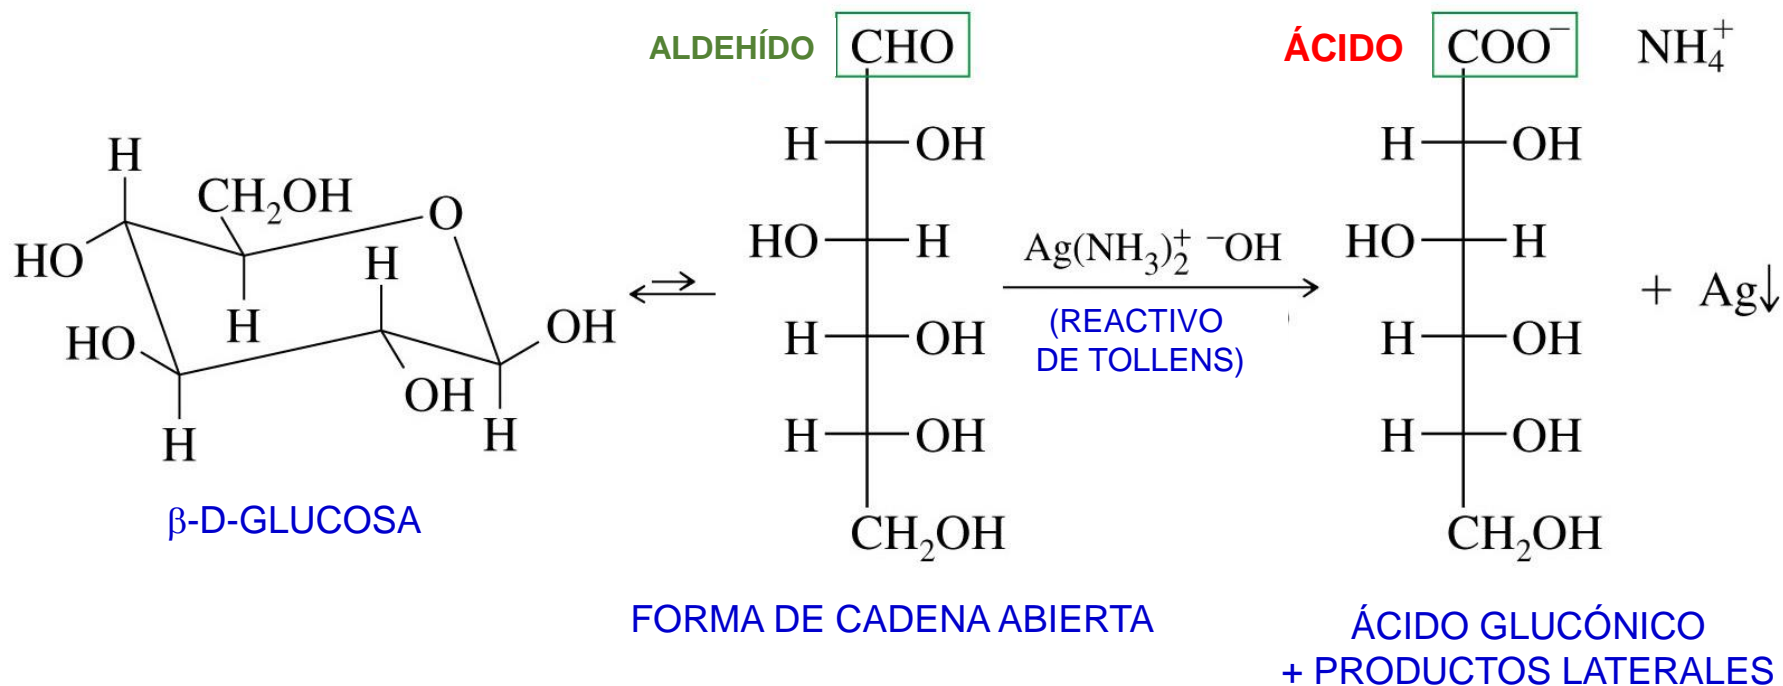 ALDEHÍDO CHO
ÁCIDO COO⁻ NH₄⁺
H
CH₂OH
O
HO
H
H
HO
OH
OH
H
H
β-D-GLUCOSA
H OH
HO H
H OH
H OH
CH₂OH
FORMA DE CADENA ABIERTA
Ag(NH₃)₂⁺ ⁻OH
(REACTIVO
DE TOLLENS)
H OH
HO H
H OH
H OH
CH₂OH
+ Ag↓
ÁCIDO GLUCÓNICO
+ PRODUCTOS LATERALES